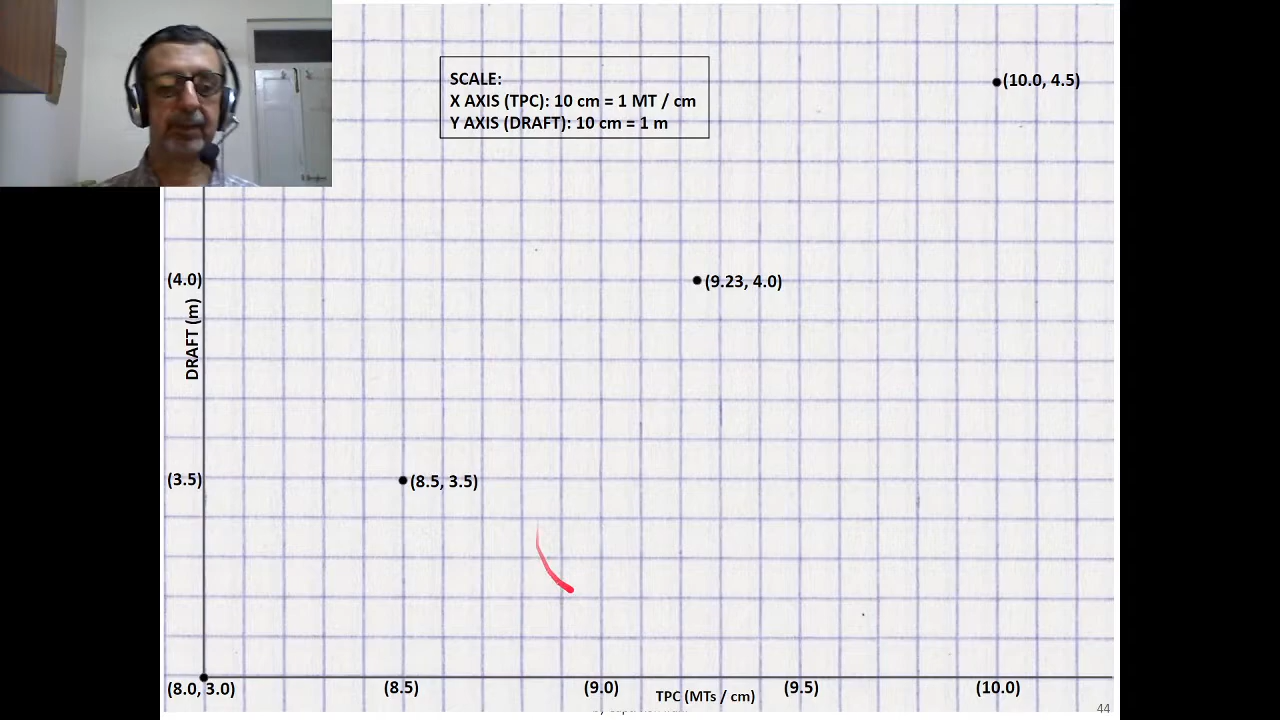 SCALE:
X AXIS (TPC): 10 cm = 1 MT / cm
Y AXIS (DRAFT): 10 cm = 1 m
(10.0, 4.5)
(4.0)
(9.23, 4.0)
DRAFT (m)
(3.5)
(8.5, 3.5)
(8.0, 3.0)
(8.5)
(9.0)
TPC (MTs / cm)
(9.5)
(10.0)
44